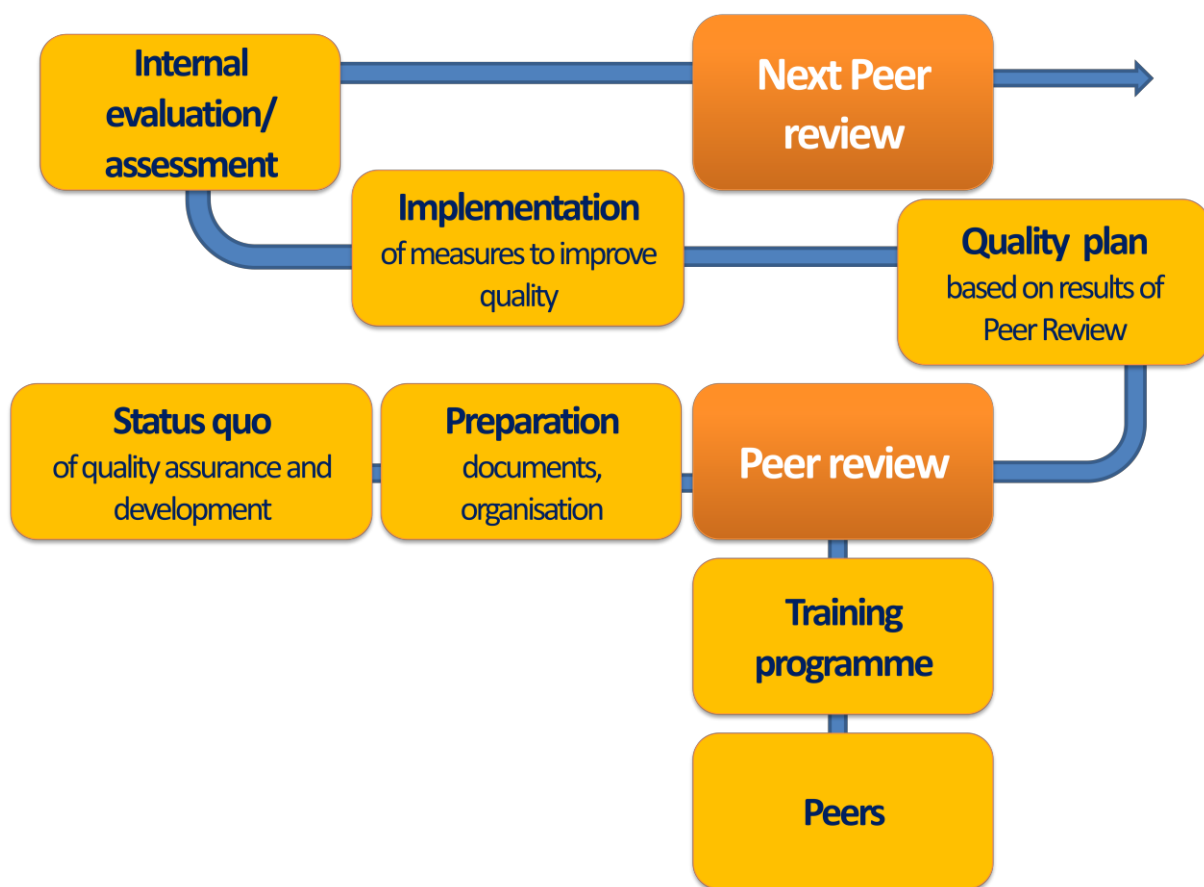 Internal
evaluation/
assessment
Next Peer
review
Implementation
of measures to improve
quality
Quality plan
based on results of
Peer Review
Status quo
of quality assurance and
development
Preparation
documents,
organisation
Peer review
Training
programme
Peers